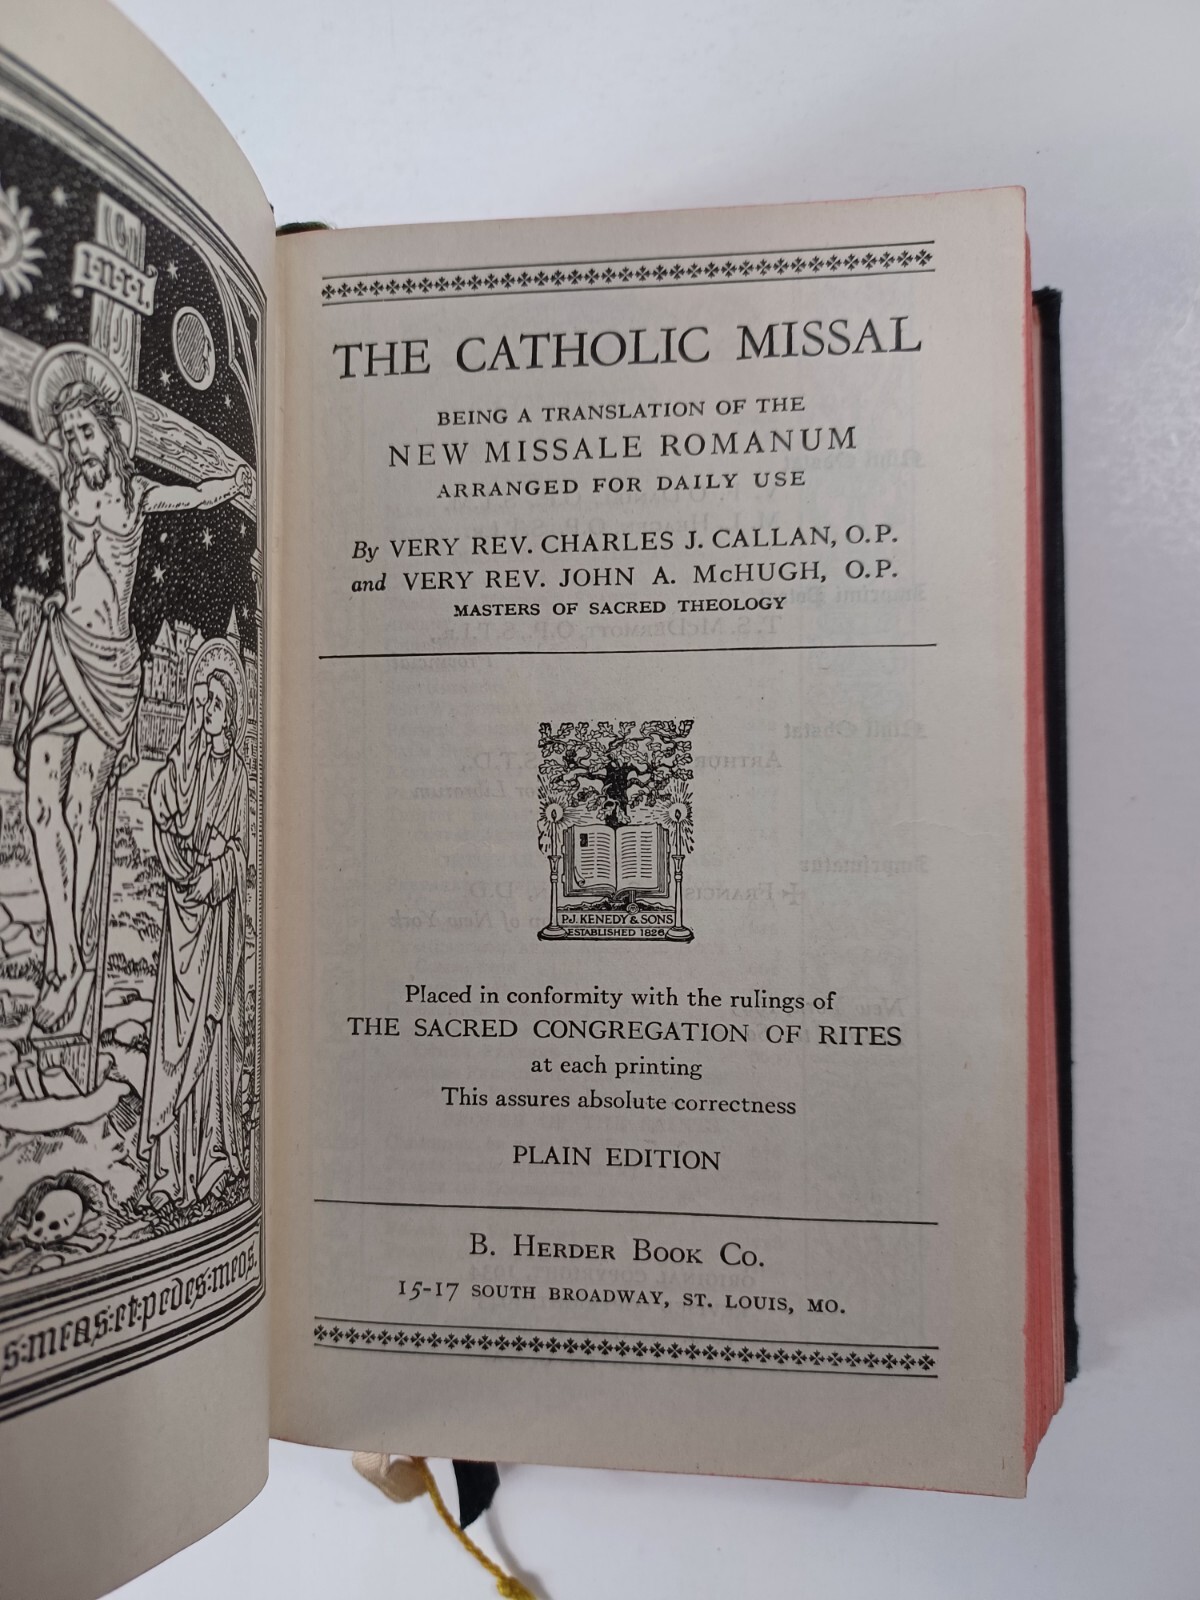 I·N·R·I·
S·MEAS·ET·PEDES·MEOS·
THE CATHOLIC MISSAL
BEING A TRANSLATION OF THE
NEW MISSALE ROMANUM
ARRANGED FOR DAILY USE
By VERY REV. CHARLES J. CALLAN, O.P.
and VERY REV. JOHN A. McHUGH, O.P.
MASTERS OF SACRED THEOLOGY
P.J. KENEDY & SONS
ESTABLISHED 1826
Placed in conformity with the rulings of
THE SACRED CONGREGATION OF RITES
at each printing
This assures absolute correctness
PLAIN EDITION
B. HERDER BOOK CO.
15-17 SOUTH BROADWAY, ST. LOUIS, MO.